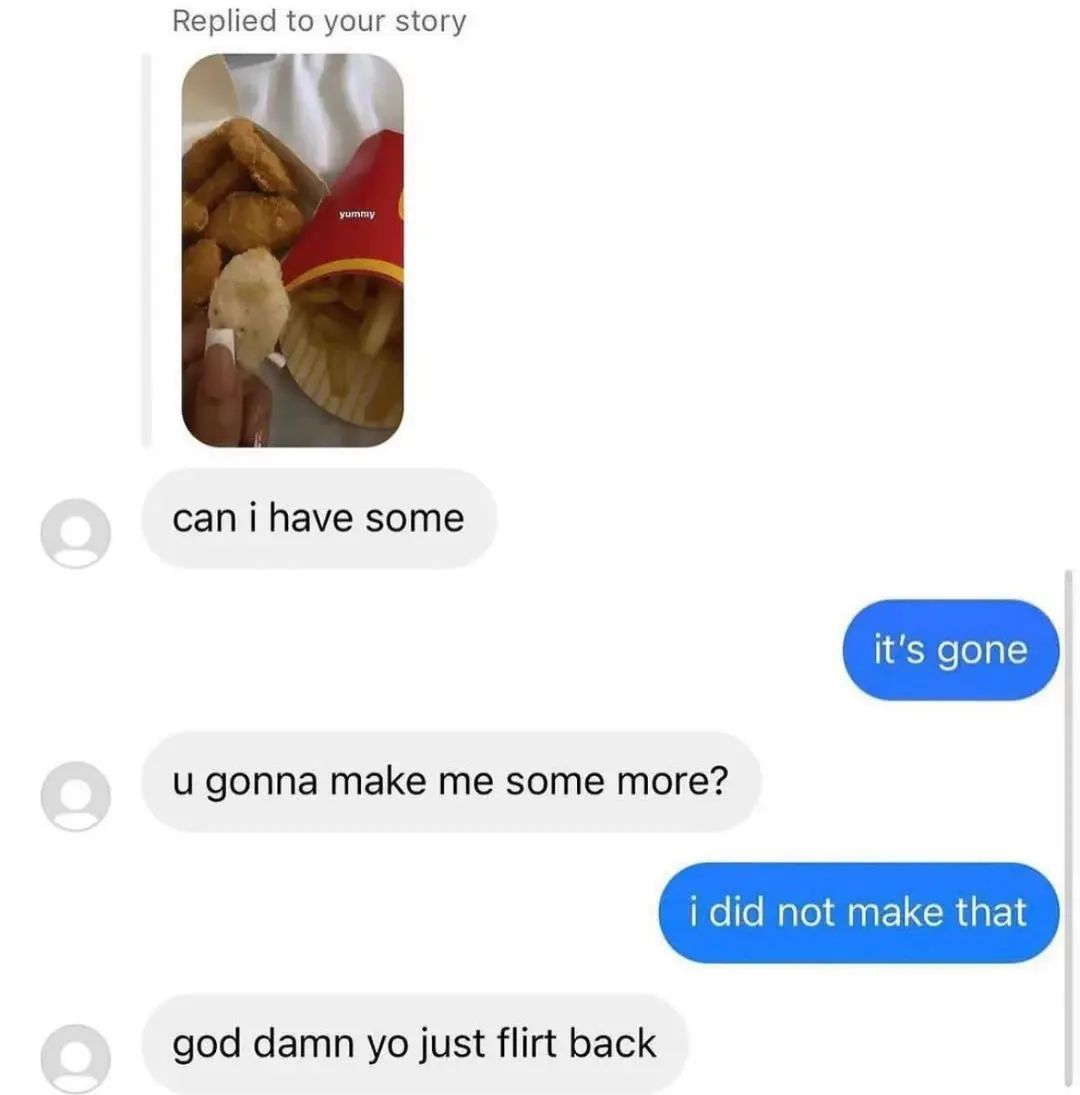 Replied to your story
yummy
can i have some
it's gone
u gonna make me some more?
i did not make that
god damn yo just flirt back